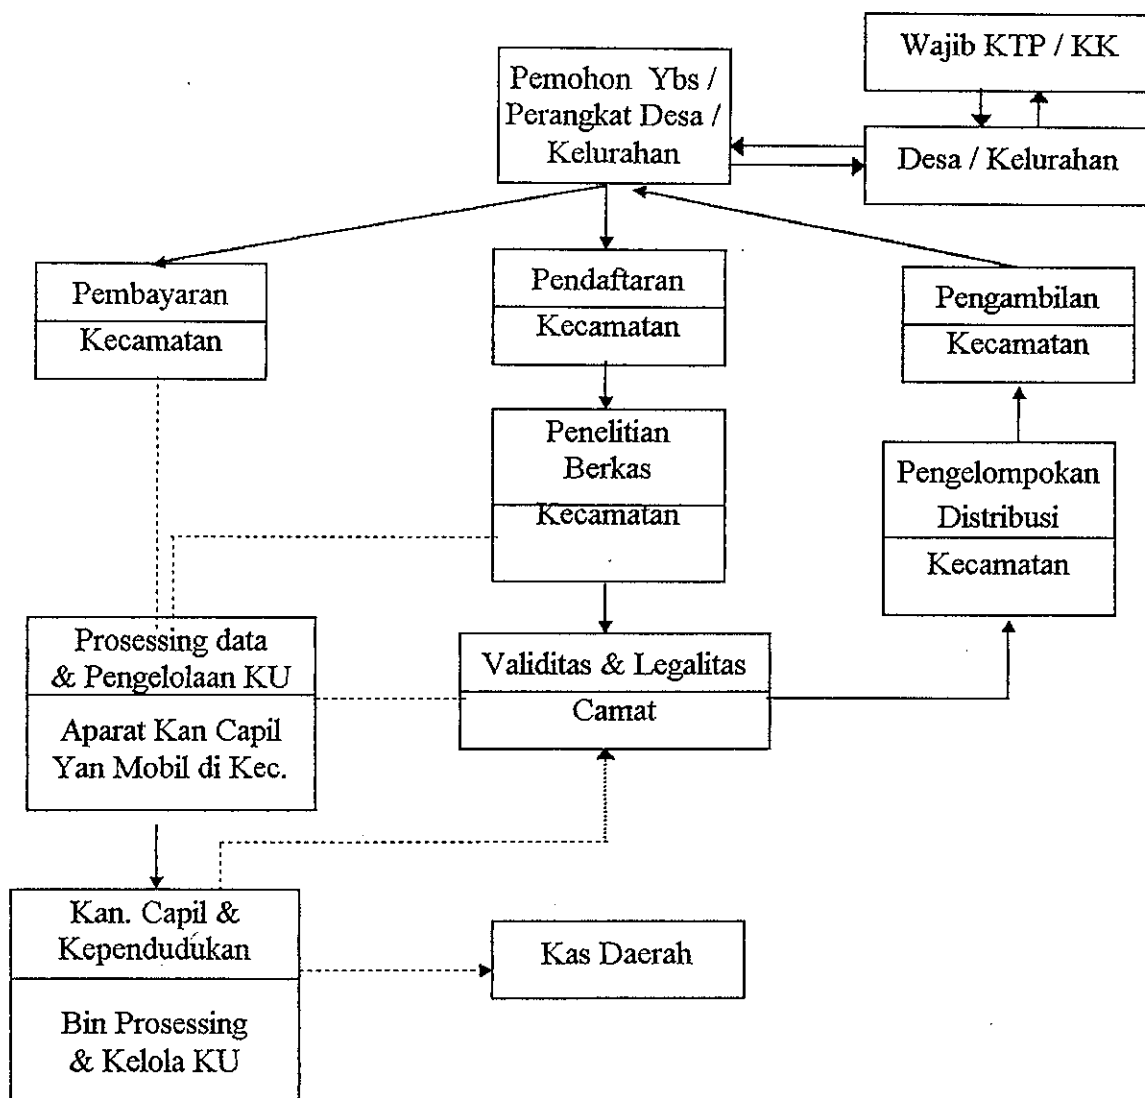 Wajib KTP / KK
Pemohon Ybs /
Perangkat Desa /
Kelurahan
Desa / Kelurahan
Pembayaran
Kecamatan
Pendaftaran
Kecamatan
Pengambilan
Kecamatan
Penelitian
Berkas
Kecamatan
Pengelompokan
Distribusi
Kecamatan
Prosessing data
& Pengelolaan KU
Aparat Kan Capil
Yan Mobil di Kec.
Validitas & Legalitas
Camat
Kan. Capil &
Kependudukan
Bin Prosessing
& Kelola KU
Kas Daerah